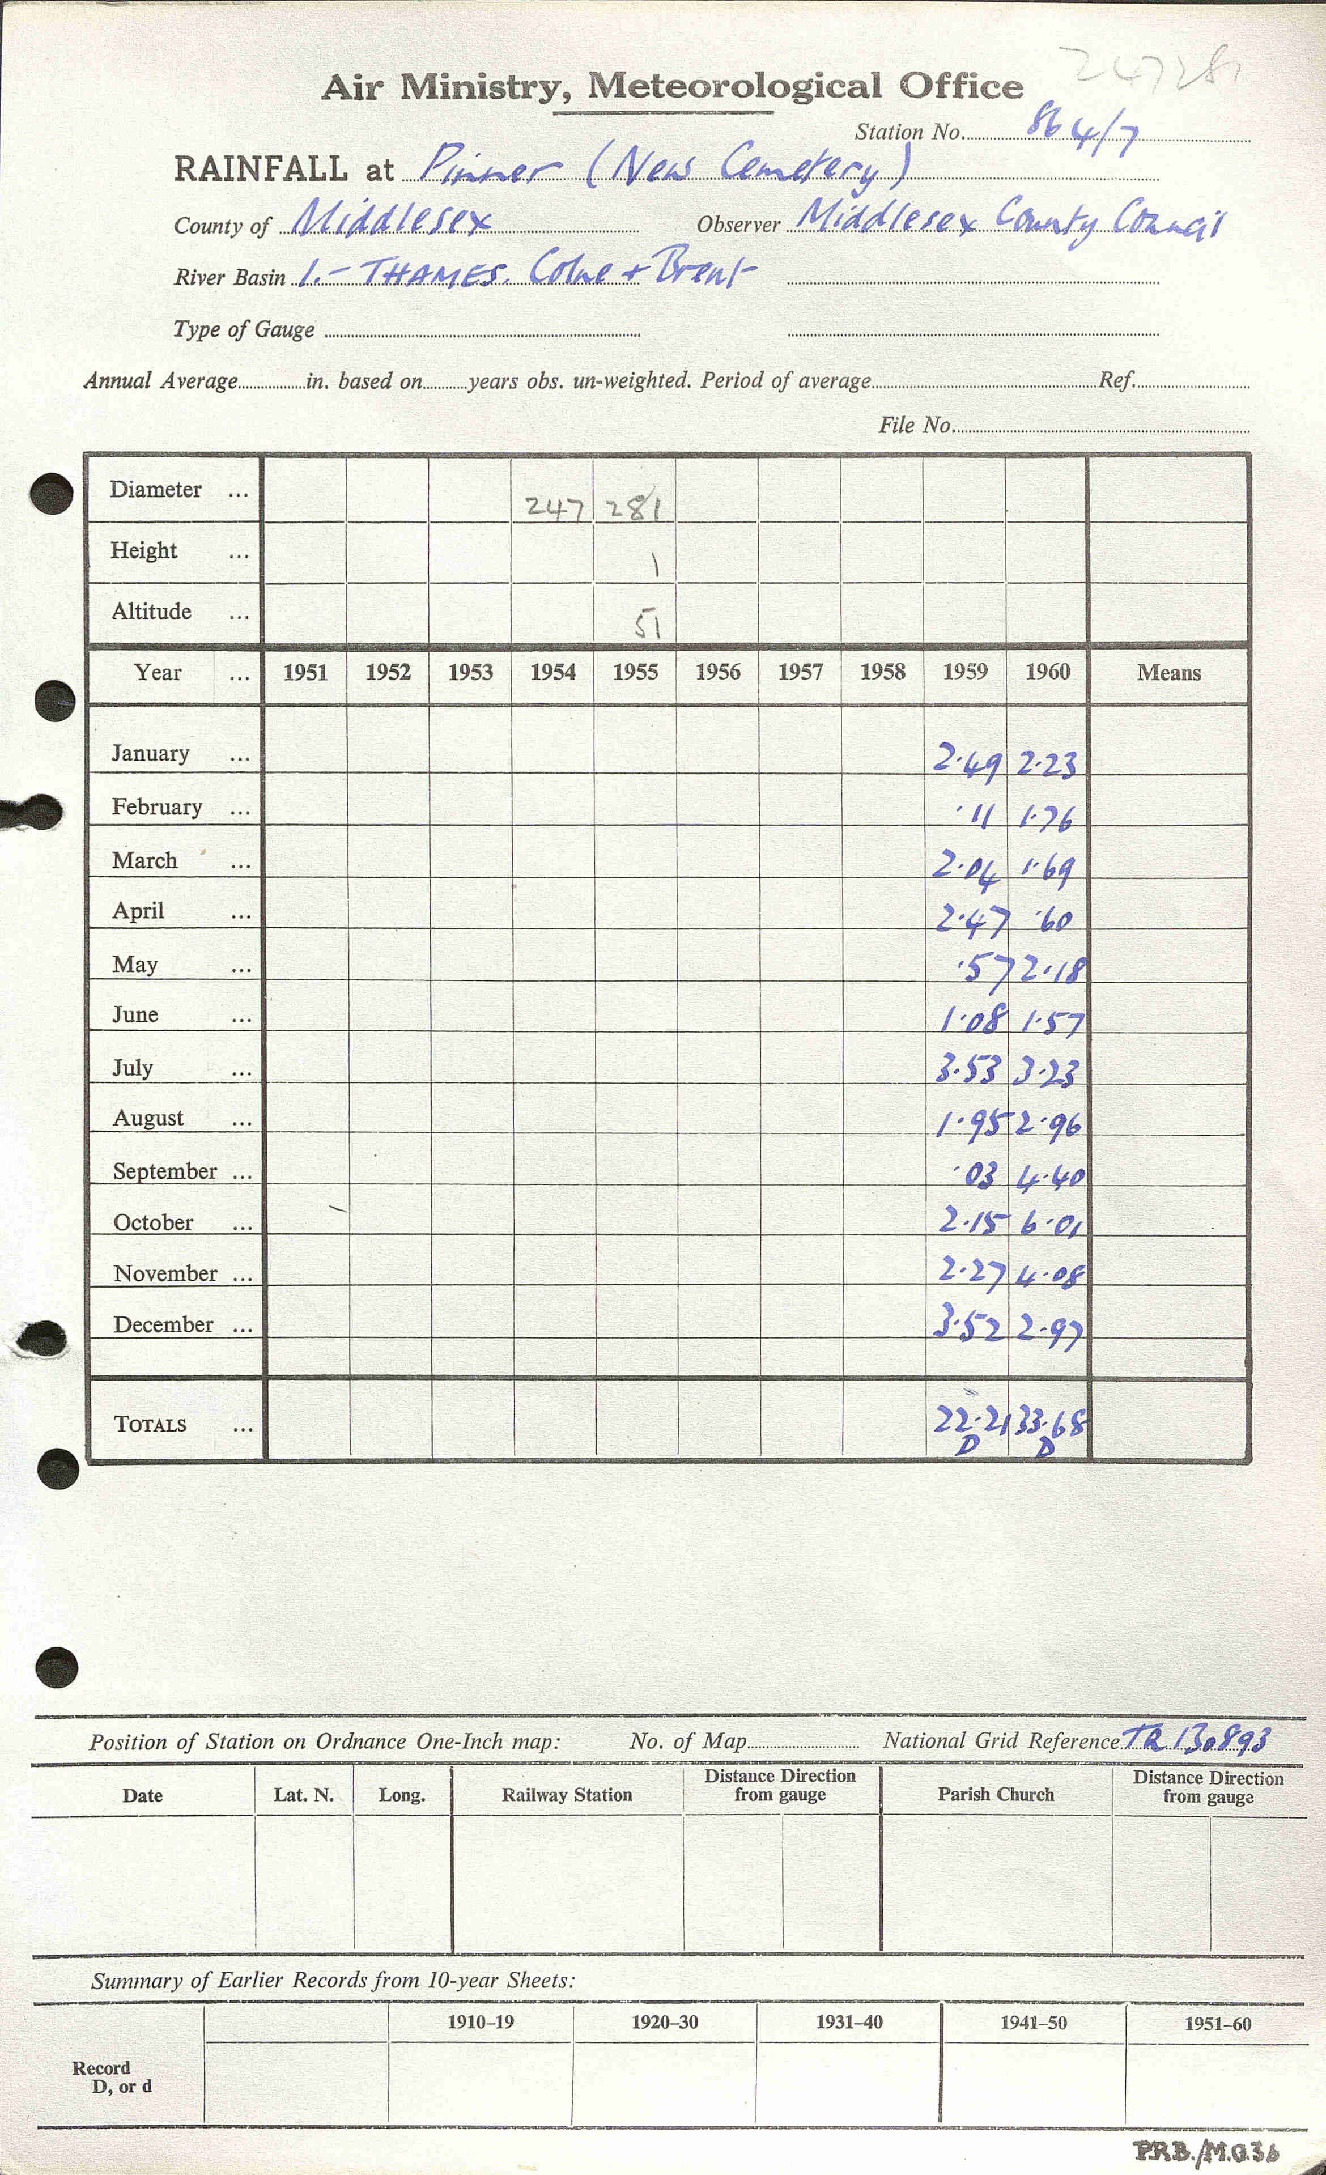 247281
Air Ministry, Meteorological Office
Station No. 864/7
RAINFALL at Pinner (New Cemetery)
County of Middlesex Observer Middlesex County Council
River Basin 1.- THAMES. Colne + Brent
Type of Gauge
Annual Average in. based on years obs. un-weighted. Period of average Ref.
File No.
Diameter ... 247 281
Height ... 1
Altitude ... 51
Year ... 1951 1952 1953 1954 1955 1956 1957 1958 1959 1960 Means
January ... 2.49 2.23
February ... .11 1.76
March ... 2.04 1.69
April ... 2.47 .60
May ... .57 2.18
June ... 1.08 1.57
July ... 3.53 3.23
August ... 1.95 2.96
September ... .03 4.40
October ... 2.15 6.01
November ... 2.27 4.08
December ... 3.52 2.97
TOTALS ... 22.21 33.68
D D
Position of Station on Ordnance One-Inch map: No. of Map National Grid Reference TQ 130893
Date Lat. N. Long. Railway Station Distance Direction from gauge Parish Church Distance Direction from gauge
Summary of Earlier Records from 10-year Sheets:
1910-19 1920-30 1931-40 1941-50 1951-60
Record
D, or d
P.R.B./M.O.36